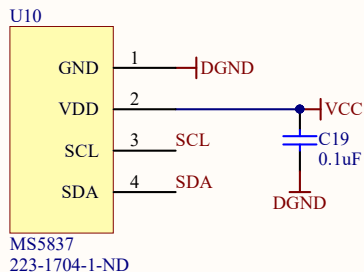 U10
GND 1 DGND
VDD 2 VCC
SCL 3 SCL
SDA 4 SDA
C19
0.1uF
DGND
MS5837
223-1704-1-ND